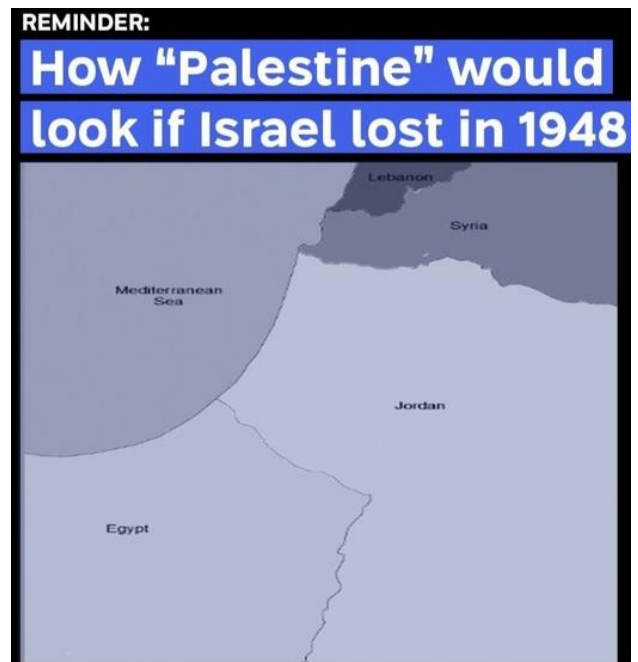 REMINDER:
How “Palestine” would
look if Israel lost in 1948
Lebanon
Syria
Mediterranean
Sea
Jordan
Egypt